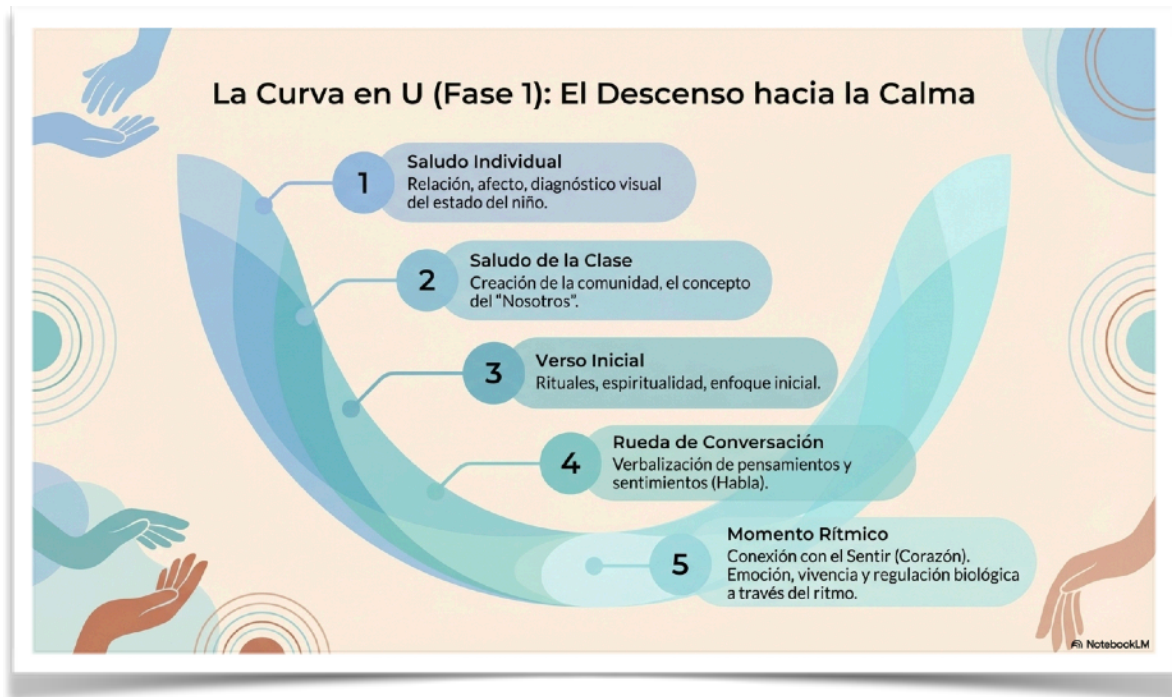 La Curva en U (Fase 1): El Descenso hacia la Calma
1
Saludo Individual
Relación, afecto, diagnóstico visual
del estado del niño.
2
Saludo de la Clase
Creación de la comunidad, el concepto
del "Nosotros".
3
Verso Inicial
Rituales, espiritualidad, enfoque inicial.
4
Rueda de Conversación
Verbalización de pensamientos y
sentimientos (Habla).
5
Momento Rítmico
Conexión con el Sentir (Corazón).
Emoción, vivencia y regulación biológica
a través del ritmo.
NotebookLM